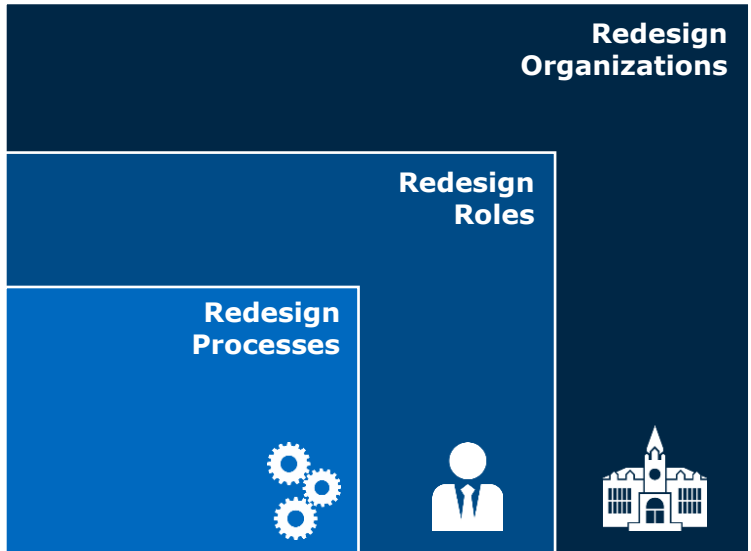 Redesign
Organizations
Redesign
Roles
Redesign
Processes